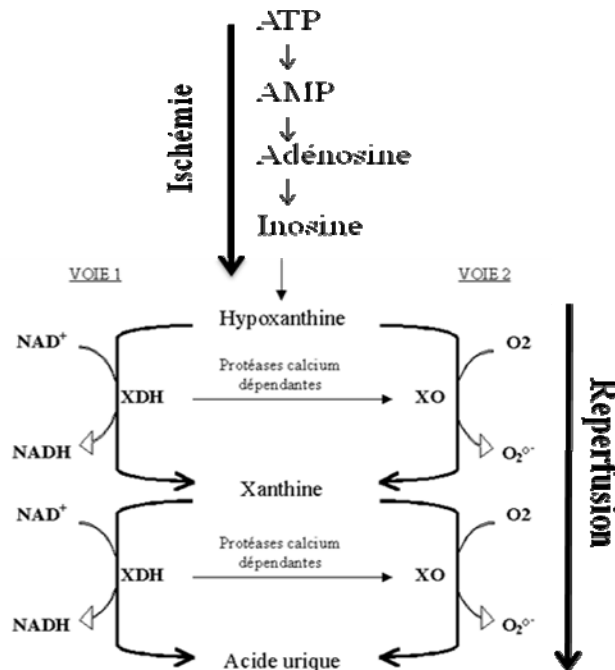 ATP
AMP
Adénosine
Inosine
Ischémie
VOIE 1
VOIE 2
Hypoxanthine
NAD+
Protéases calcium
dépendantes
O2
XDH
XO
NADH
O₂°-
Xanthine
NAD+
Protéases calcium
dépendantes
O2
XDH
XO
NADH
O₂°-
Acide urique
Reperfusion